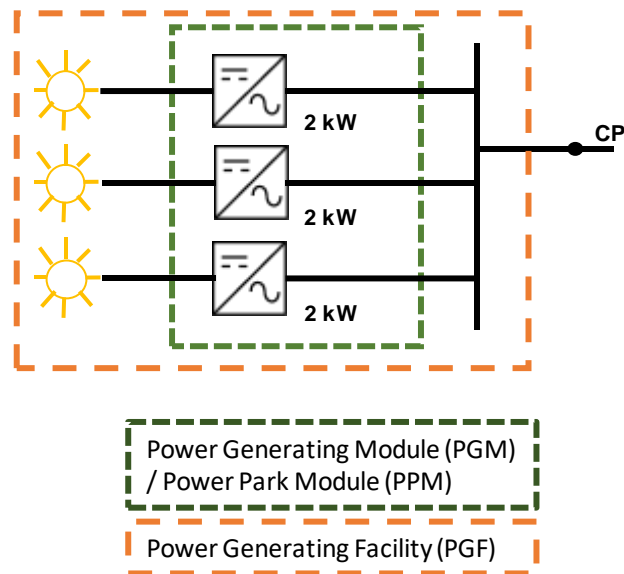 2 kW
CP
2 kW
2 kW
Power Generating Module (PGM)
/ Power Park Module (PPM)
Power Generating Facility (PGF)